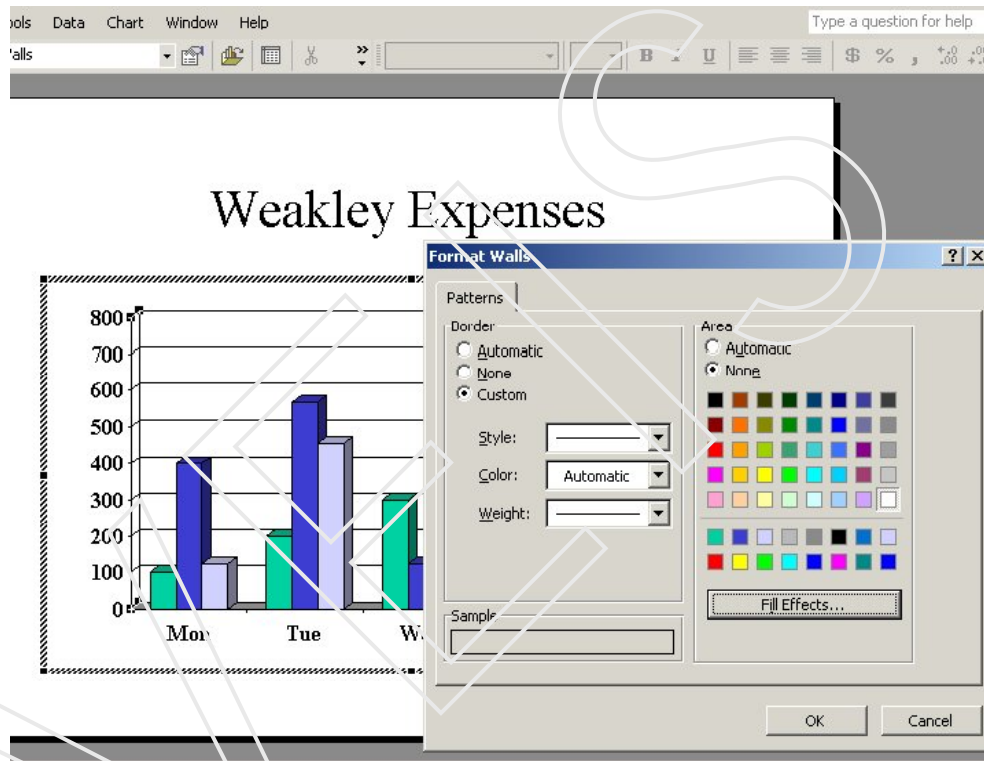 ools Data Chart Window Help Type a question for help
Valls B I U $ % ,
Weakley Expenses
Format Walls
Patterns
Border
Automatic
None
Custom
Style:
Color: Automatic
Weight:
Sample
Area
Automatic
None
Fill Effects...
OK Cancel
800
700
600
500
400
300
200
100
0
Mon Tue W